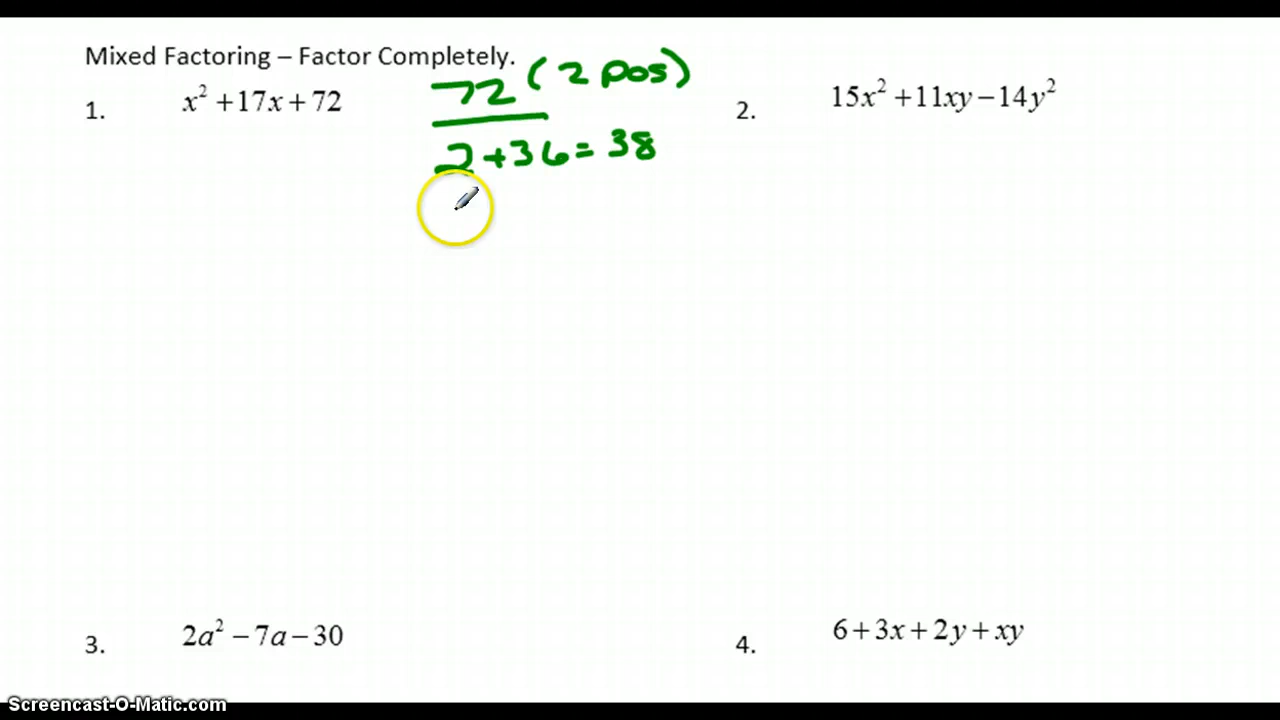 Mixed Factoring – Factor Completely.
72 (2 pos)
1. x² + 17x + 72
2 + 36 = 38
2. 15x² + 11xy − 14y²
3. 2a² − 7a − 30
4. 6 + 3x + 2y + xy
Screencast-O-Matic.com